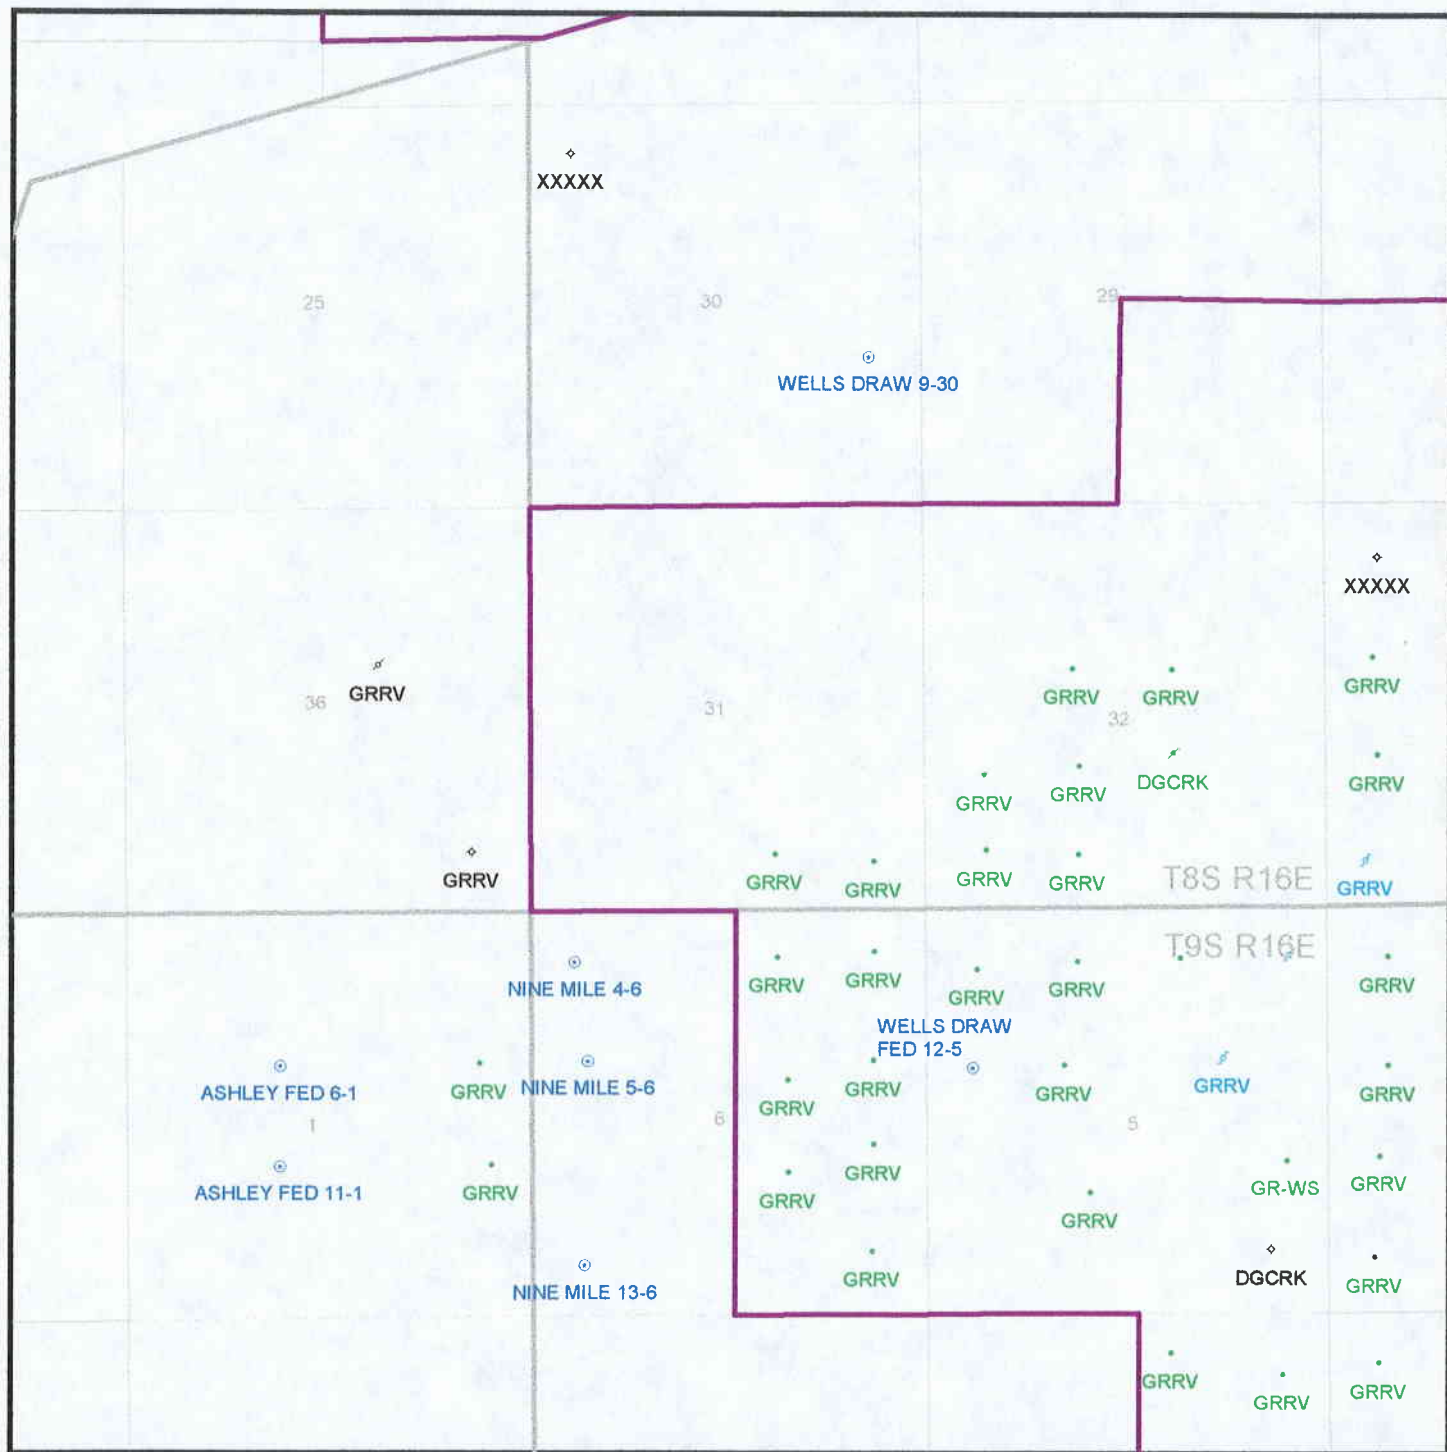 XXXXX
25
30
29
WELLS DRAW 9-30
XXXXX
GRRV
36
31
GRRV
GRRV
32
GRRV
GRRV
GRRV
DGCRK
GRRV
GRRV
GRRV
GRRV
GRRV
GRRV
T8S R16E
GRRV
T9S R16E
NINE MILE 4-6
GRRV
GRRV
GRRV
GRRV
GRRV
WELLS DRAW
FED 12-5
ASHLEY FED 6-1
GRRV
NINE MILE 5-6
GRRV
GRRV
GRRV
GRRV
GRRV
1
6
5
ASHLEY FED 11-1
GRRV
GRRV
GRRV
GRRV
GR-WS
GRRV
NINE MILE 13-6
GRRV
DGCRK
GRRV
GRRV
GRRV
GRRV